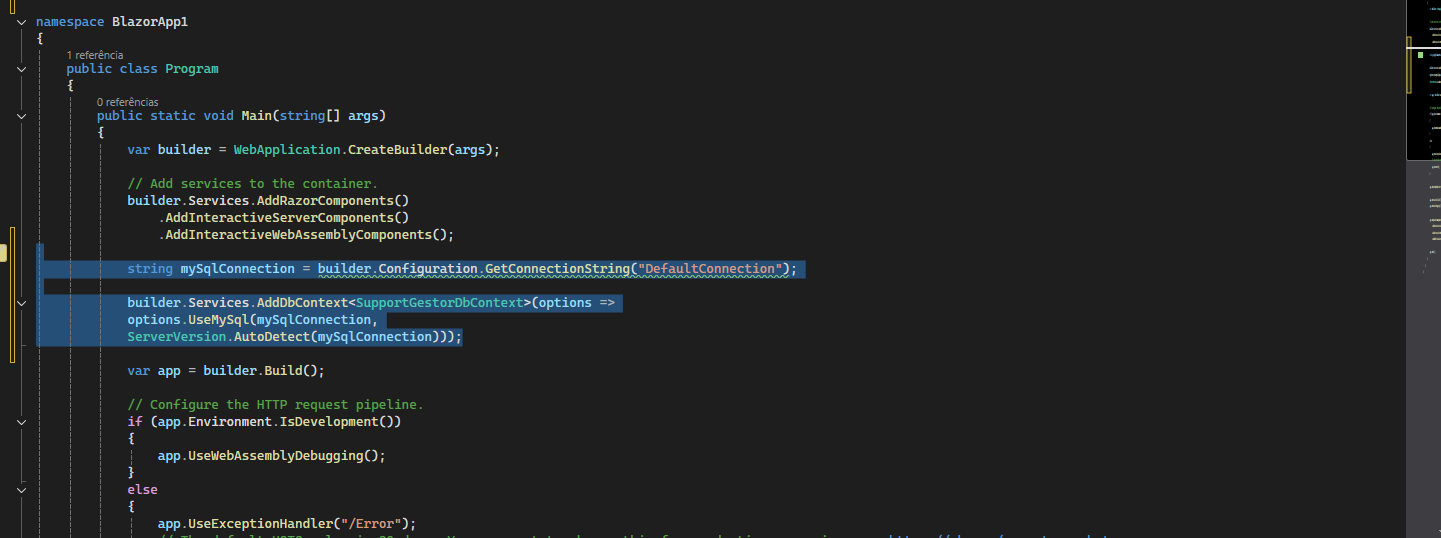 namespace BlazorApp1
{
1 referência
public class Program
{
0 referências
public static void Main(string[] args)
{
var builder = WebApplication.CreateBuilder(args);
// Add services to the container.
builder.Services.AddRazorComponents()
.AddInteractiveServerComponents()
.AddInteractiveWebAssemblyComponents();
string mySqlConnection = builder.Configuration.GetConnectionString("DefaultConnection");
builder.Services.AddDbContext<SupportGestorDbContext>(options =>
options.UseMySql(mySqlConnection,
ServerVersion.AutoDetect(mySqlConnection)));
var app = builder.Build();
// Configure the HTTP request pipeline.
if (app.Environment.IsDevelopment())
{
app.UseWebAssemblyDebugging();
}
else
{
app.UseExceptionHandler("/Error");